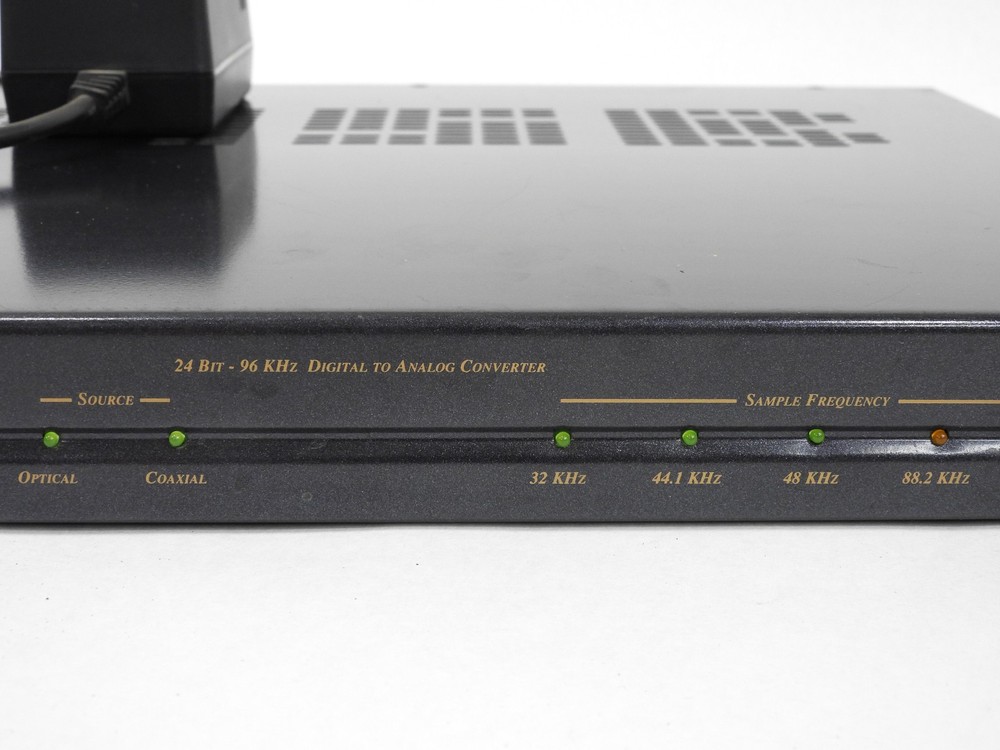 24 Bit - 96 KHz Digital to Analog Converter
Source
Sample Frequency
Optical
Coaxial
32 KHz
44.1 KHz
48 KHz
88.2 KHz